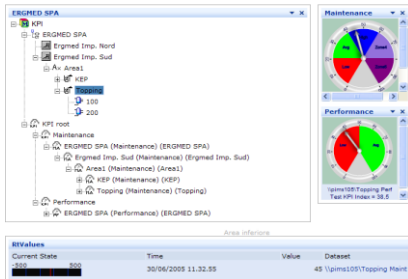 ERGMED SPA
KPI
ERGMED SPA
Ergmed Imp. Nord
Ergmed Imp. Sud
Area1
KEP
Topping
100
200
KPI root
Maintenance
ERGMED SPA (Maintenance) (ERGMED SPA)
Ergmed Imp. Sud (Maintenance) (Ergmed Imp. Sud)
Area1 (Maintenance) (Area1)
KEP (Maintenance) (KEP)
Topping (Maintenance) (Topping)
Performance
ERGMED SPA (Performance) (ERGMED SPA)
Maintenance
Performance
\\pims105\Topping Perf
Test KPI Index = 38.5
Area inferiore
RIValues
Current State Time Value Dataset
-500 500 30/06/2005 11.32.55 45 \\pims105\Topping Maint